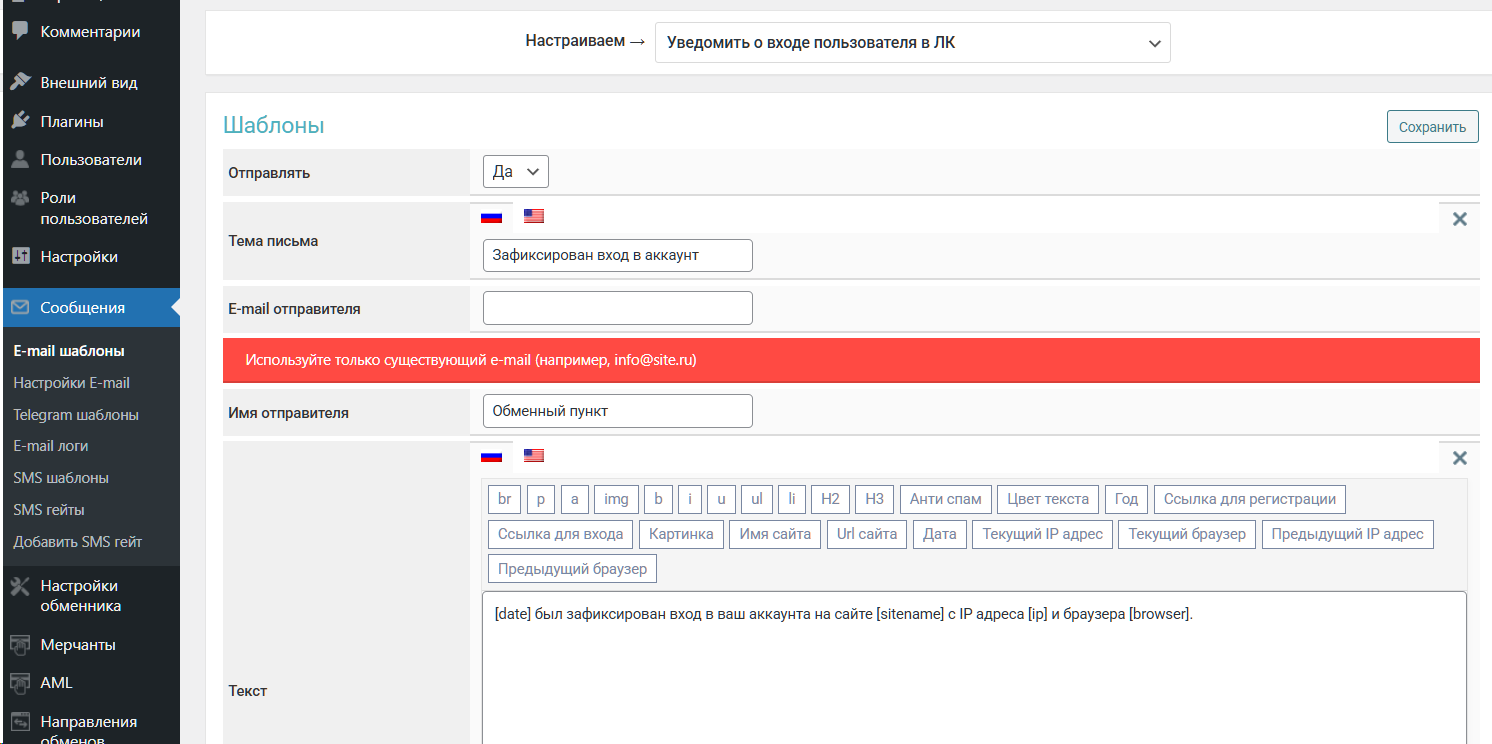 Комментарии
Внешний вид
Плагины
Пользователи
Роли
пользователей
Настройки
Сообщения
E-mail шаблоны
Настройки E-mail
Telegram шаблоны
E-mail логи
SMS шаблоны
SMS гейты
Добавить SMS гейт
Настройки
обменника
Мерчанты
AML
Направления
обменов
Настраиваем → Уведомить о входе пользователя в ЛК
Шаблоны
Сохранить
Отправлять Да
Тема письма
Зафиксирован вход в аккаунт
E-mail отправителя
Используйте только существующий e-mail (например, info@site.ru)
Имя отправителя Обменный пункт
br p a img b i u ul li H2 H3 Анти спам Цвет текста Год Ссылка для регистрации
Ссылка для входа Картинка Имя сайта Url сайта Дата Текущий IP адрес Текущий браузер Предыдущий IP адрес
Предыдущий браузер
[date] был зафиксирован вход в ваш аккаунта на сайте [sitename] с IP адреса [ip] и браузера [browser].
Текст